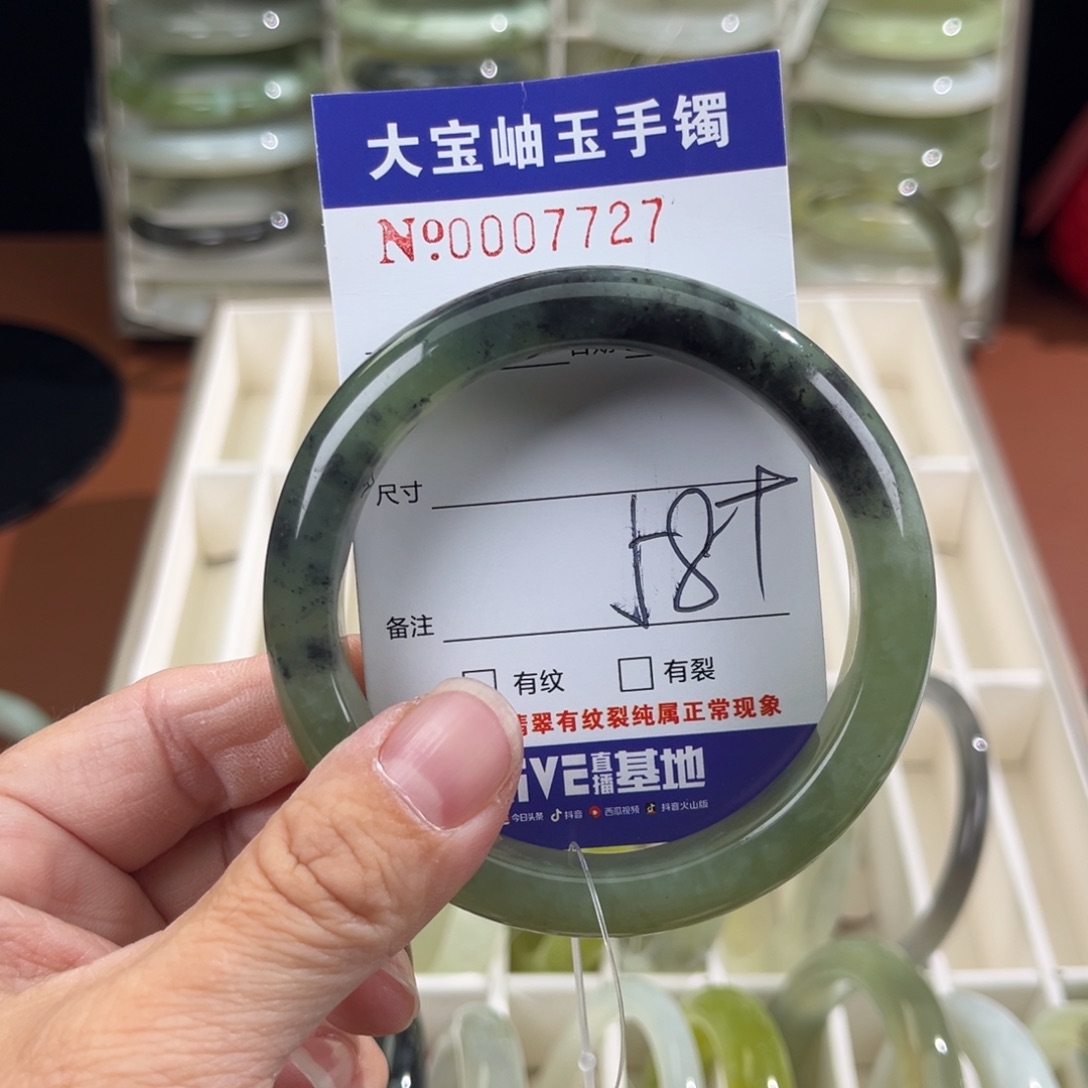 大宝岫玉手镯
№0007727
尺寸
备注
有纹 有裂
翠有纹裂纯属正常现象
VE直播基地
今日头条 抖音 西瓜视频 抖音火山版